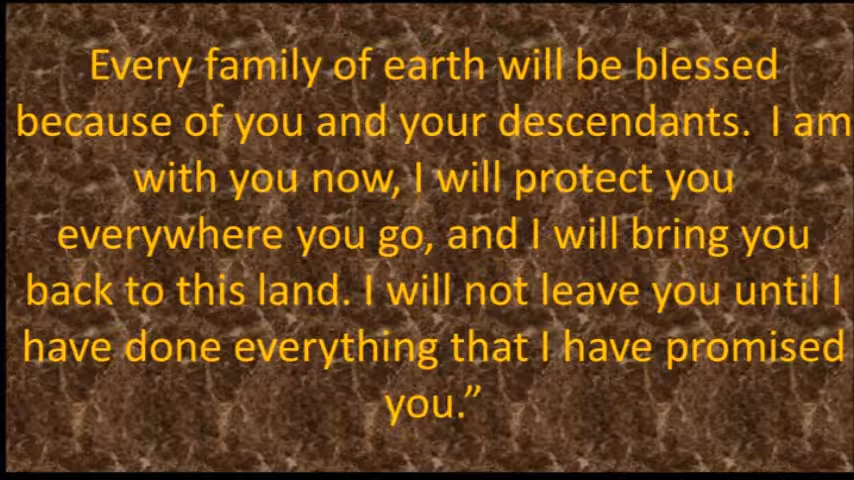 Every family of earth will be blessed
because of you and your descendants.  I am
with you now, I will protect you
everywhere you go, and I will bring you
back to this land. I will not leave you until I
have done everything that I have promised
you.”